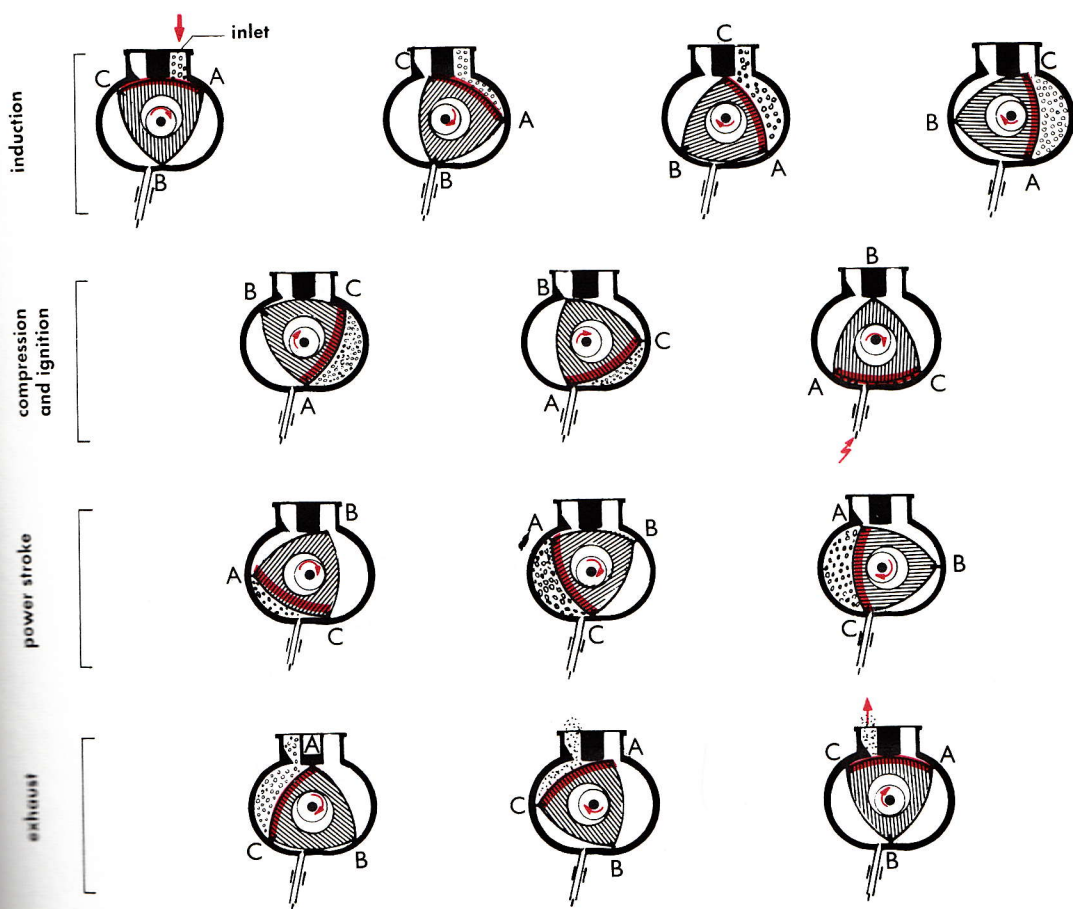 inlet
C A B
C A B
C B A
C B A
induction
B C A
B C A
B A C
compression
and ignition
B A C
A B C
A B C
power stroke
A C B
A C B
C A B
exhaust